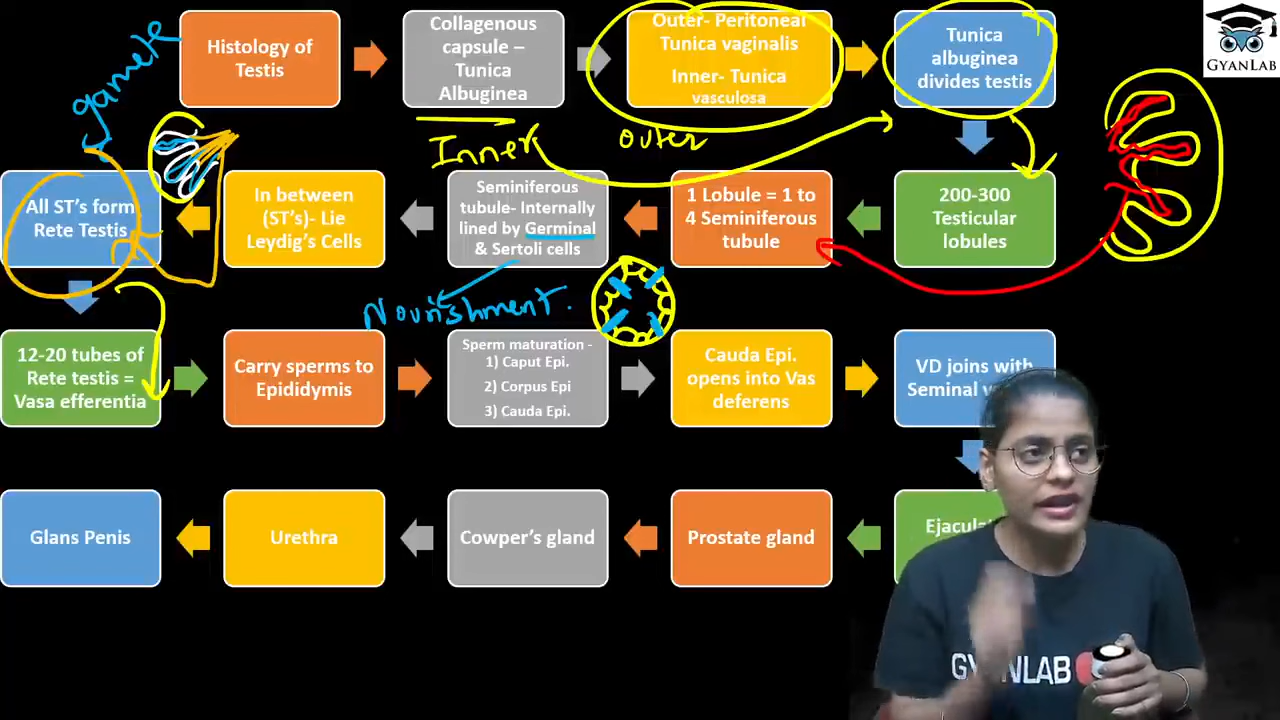 Histology of
Testis
Collagenous
capsule –
Tunica
Albuginea
Outer- Peritoneal
Tunica vaginalis
Inner- Tunica
vasculosa
Tunica
albuginea
divides testis
GYANLAB
gamete
Inner
outer
All ST's form
Rete Testis
In between
(ST's)- Lie
Leydig's Cells
Seminiferous
tubule- Internally
lined by Germinal
& Sertoli cells
1 Lobule = 1 to
4 Seminiferous
tubule
200-300
Testicular
lobules
Nourishment.
12-20 tubes of
Rete testis =
Vasa efferentia
Carry sperms to
Epididymis
Sperm maturation -
1) Caput Epi.
2) Corpus Epi
3) Cauda Epi.
Cauda Epi.
opens into Vas
deferens
VD joins with
Seminal
Glans Penis
Urethra
Cowper's gland
Prostate gland
GYANLAB